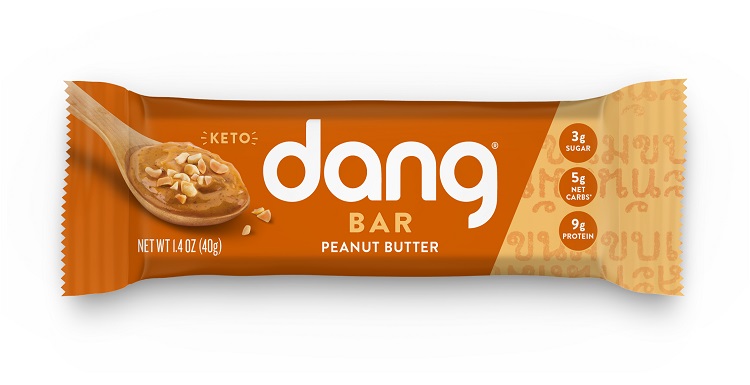 KETO
dang®
BAR
PEANUT BUTTER
NET WT 1.4 OZ (40g)
3g
SUGAR
5g
NET
CARBS*
9g
PROTEIN